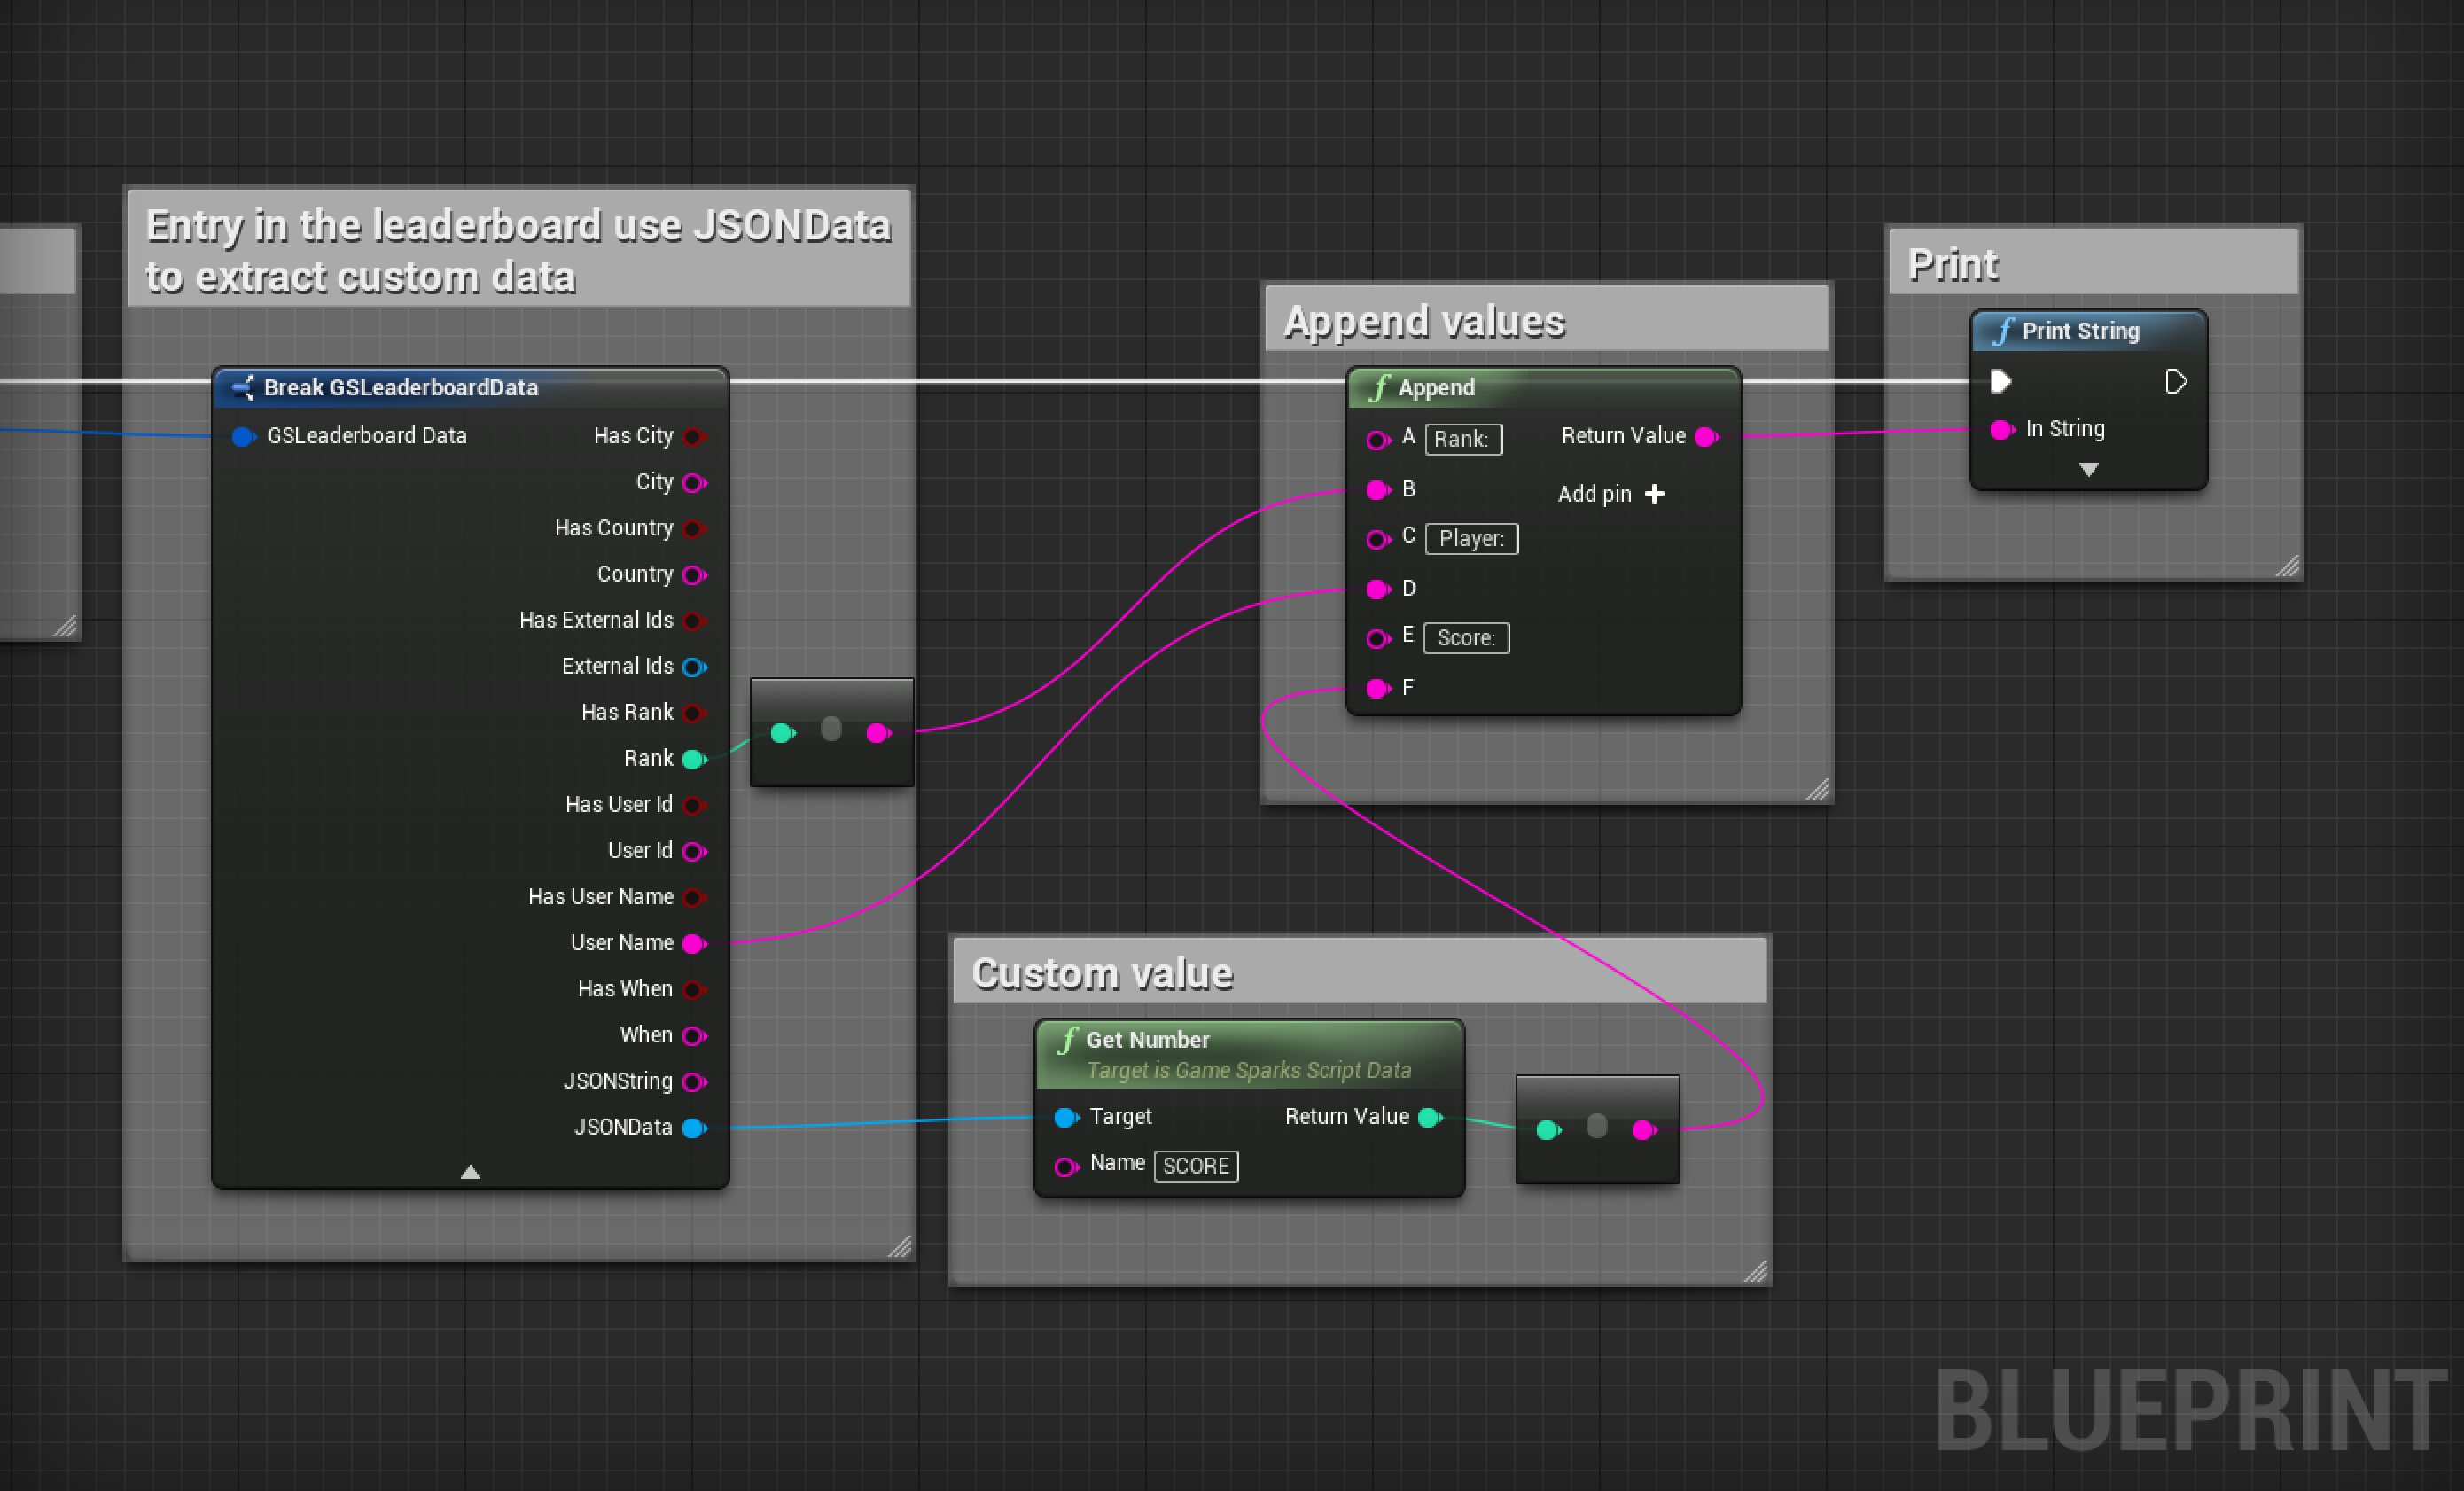 Entry in the leaderboard use JSONData
to extract custom data
Break GSLeaderboardData
GSLeaderboard Data
Has City
City
Has Country
Country
Has External Ids
External Ids
Has Rank
Rank
Has User Id
User Id
Has User Name
User Name
Has When
When
JSONString
JSONData
Append values
f Append
A Rank:
Return Value
B
Add pin
C Player:
D
E Score:
F
Print
f Print String
In String
Custom value
f Get Number
Target is Game Sparks Script Data
Target
Return Value
Name SCORE
BLUEPRINT